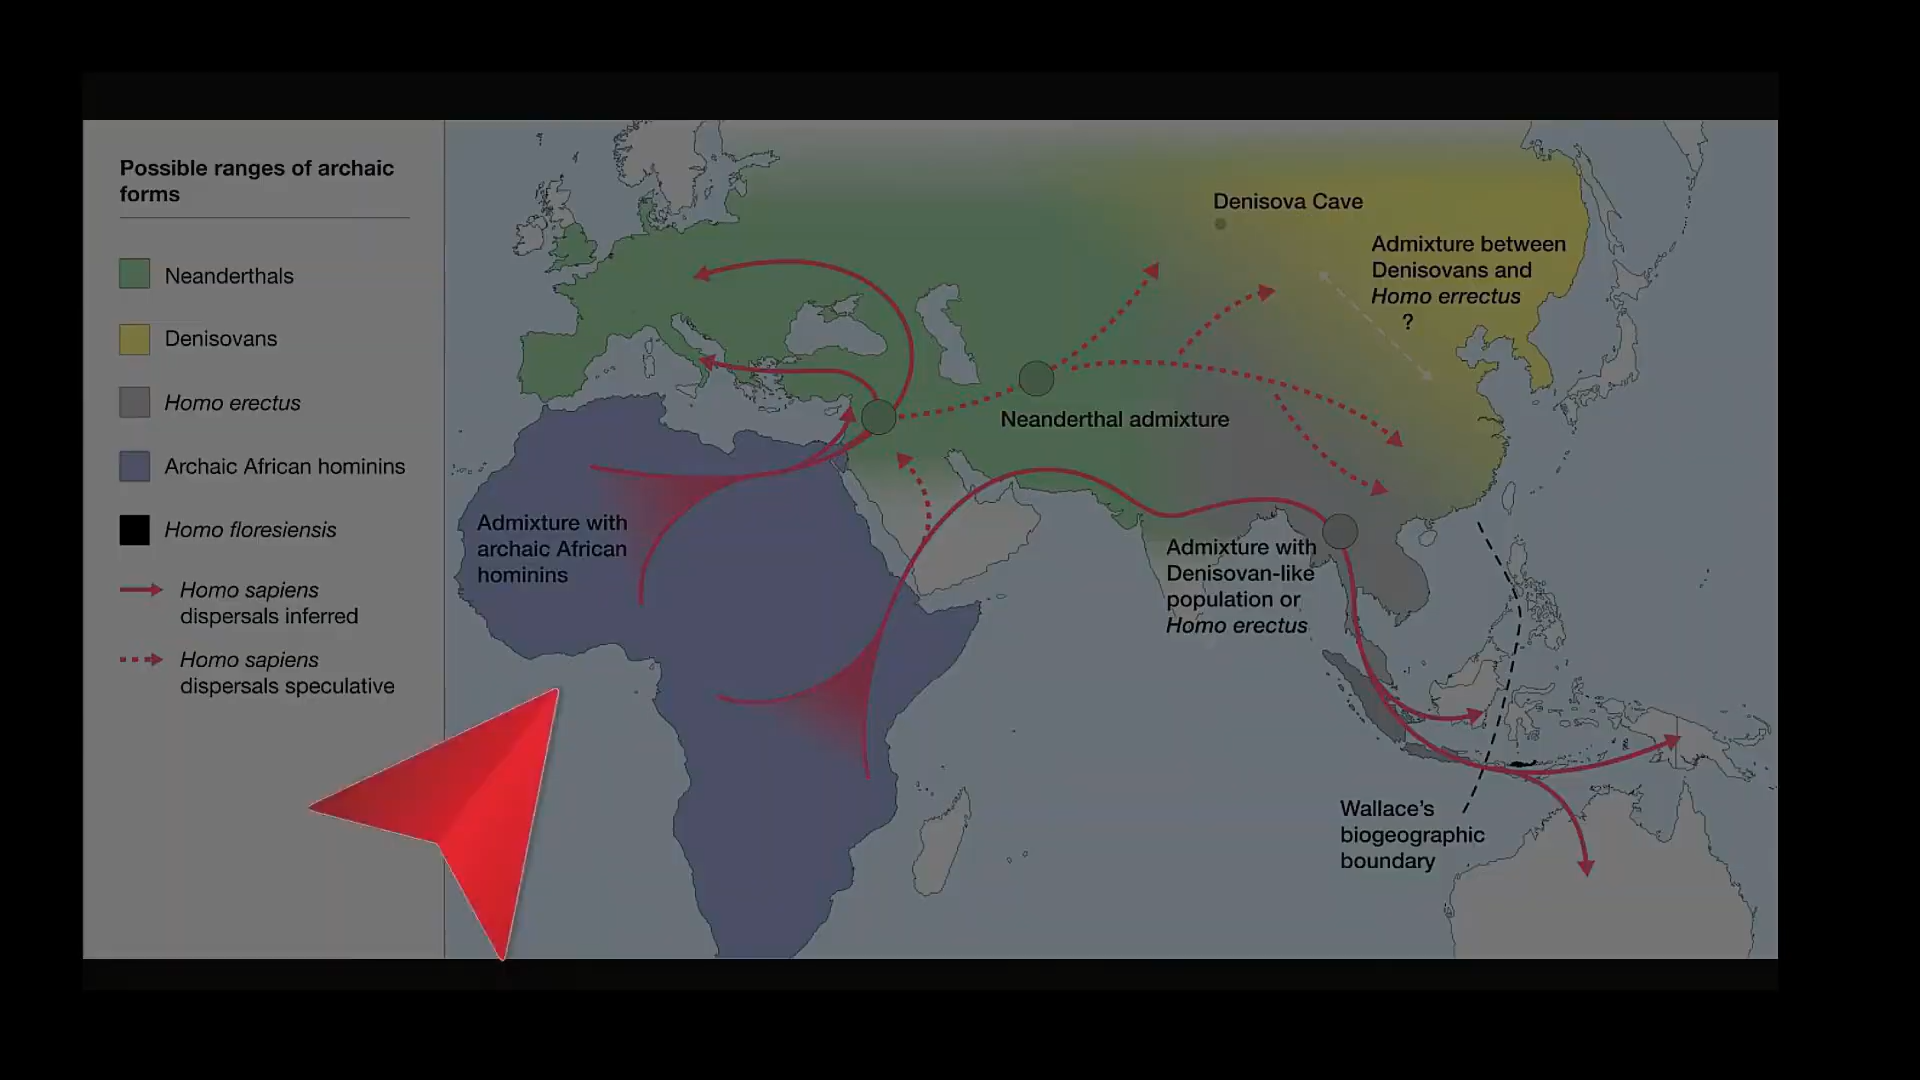 Possible ranges of archaic
forms
Neanderthals
Denisovans
Homo erectus
Archaic African hominins
Homo floresiensis
Homo sapiens
dispersals inferred
Homo sapiens
dispersals speculative
Denisova Cave
Admixture between
Denisovans and
Homo errectus
?
Neanderthal admixture
Admixture with
archaic African
hominins
Admixture with
Denisovan-like
population or
Homo erectus
Wallace’s
biogeographic
boundary